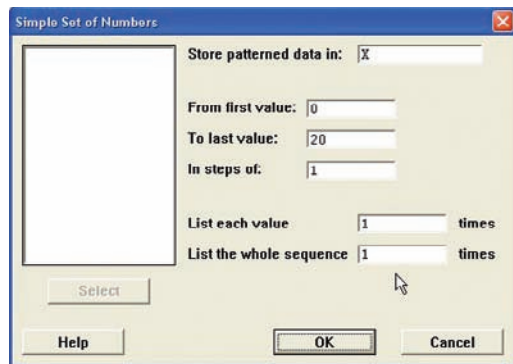 Simple Set of Numbers
Store patterned data in: X
From first value: 0
To last value: 20
In steps of: 1
List each value 1 times
List the whole sequence 1 times
Select
Help OK Cancel